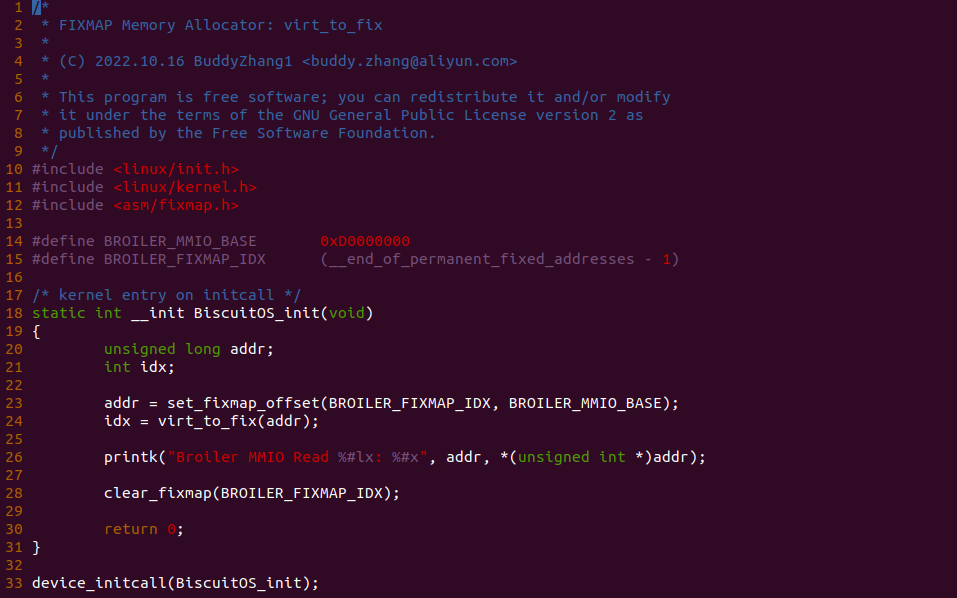 1 /*
2  * FIXMAP Memory Allocator: virt_to_fix
3  *
4  * (C) 2022.10.16 BuddyZhang1 <buddy.zhang@aliyun.com>
5  *
6  * This program is free software; you can redistribute it and/or modify
7  * it under the terms of the GNU General Public License version 2 as
8  * published by the Free Software Foundation.
9  */
10 #include <linux/init.h>
11 #include <linux/kernel.h>
12 #include <asm/fixmap.h>
13
14 #define BROILER_MMIO_BASE       0xD0000000
15 #define BROILER_FIXMAP_IDX      (__end_of_permanent_fixed_addresses - 1)
16
17 /* kernel entry on initcall */
18 static int __init BiscuitOS_init(void)
19 {
20         unsigned long addr;
21         int idx;
22
23         addr = set_fixmap_offset(BROILER_FIXMAP_IDX, BROILER_MMIO_BASE);
24         idx = virt_to_fix(addr);
25
26         printk("Broiler MMIO Read %#lx: %#x", addr, *(unsigned int *)addr);
27
28         clear_fixmap(BROILER_FIXMAP_IDX);
29
30         return 0;
31 }
32
33 device_initcall(BiscuitOS_init);